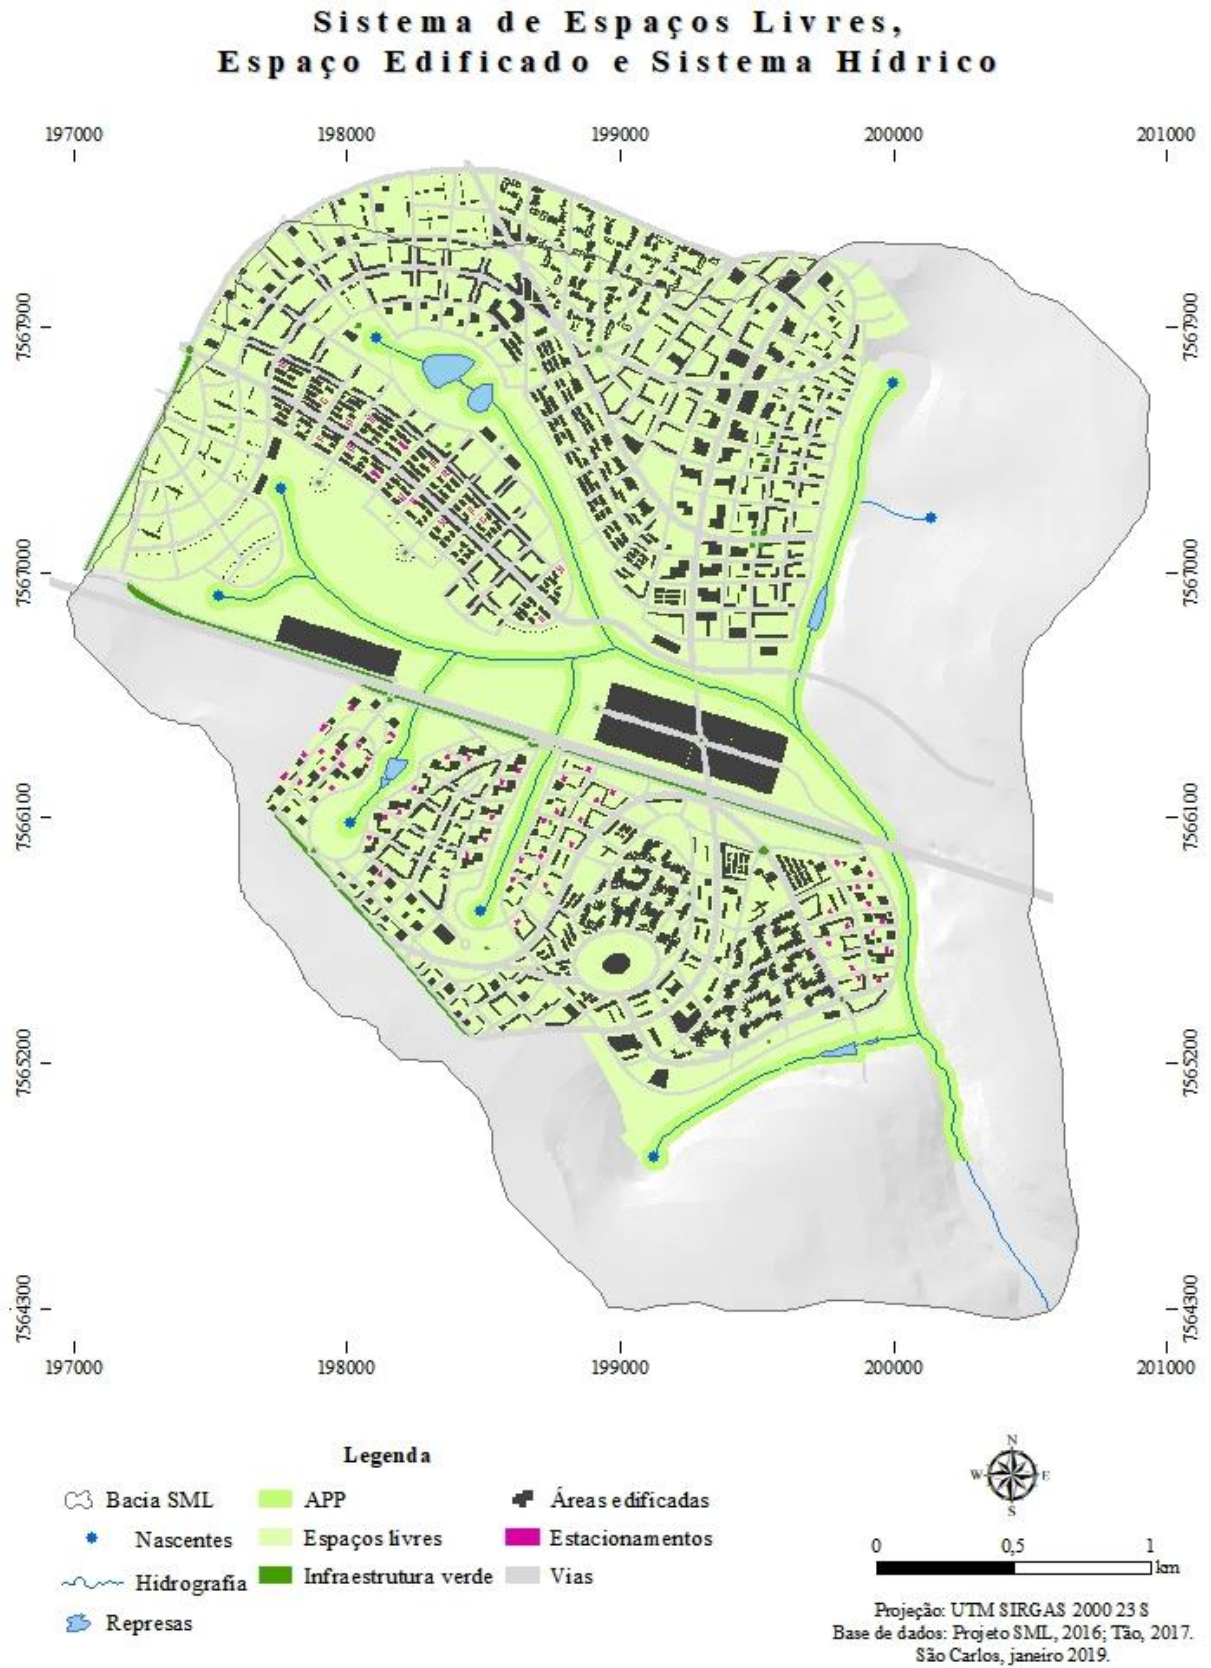 Sistema de Espaços Livres,
Espaço Edificado e Sistema Hídrico
197000 198000 199000 200000 201000
7567900 7567900
7567000 7567000
7566100 7566100
7565200 7565200
7564300 7564300
197000 198000 199000 200000 201000
Legenda
Bacia SML APP Áreas edificadas
Nascentes Espaços livres Estacionamentos
Hidrografia Infraestrutura verde Vias
Represas
N
W E
S
0 0,5 1
km
Projeção: UTM SIRGAS 2000 23 S
Base de dados: Projeto SML, 2016; Tão, 2017.
São Carlos, janeiro 2019.